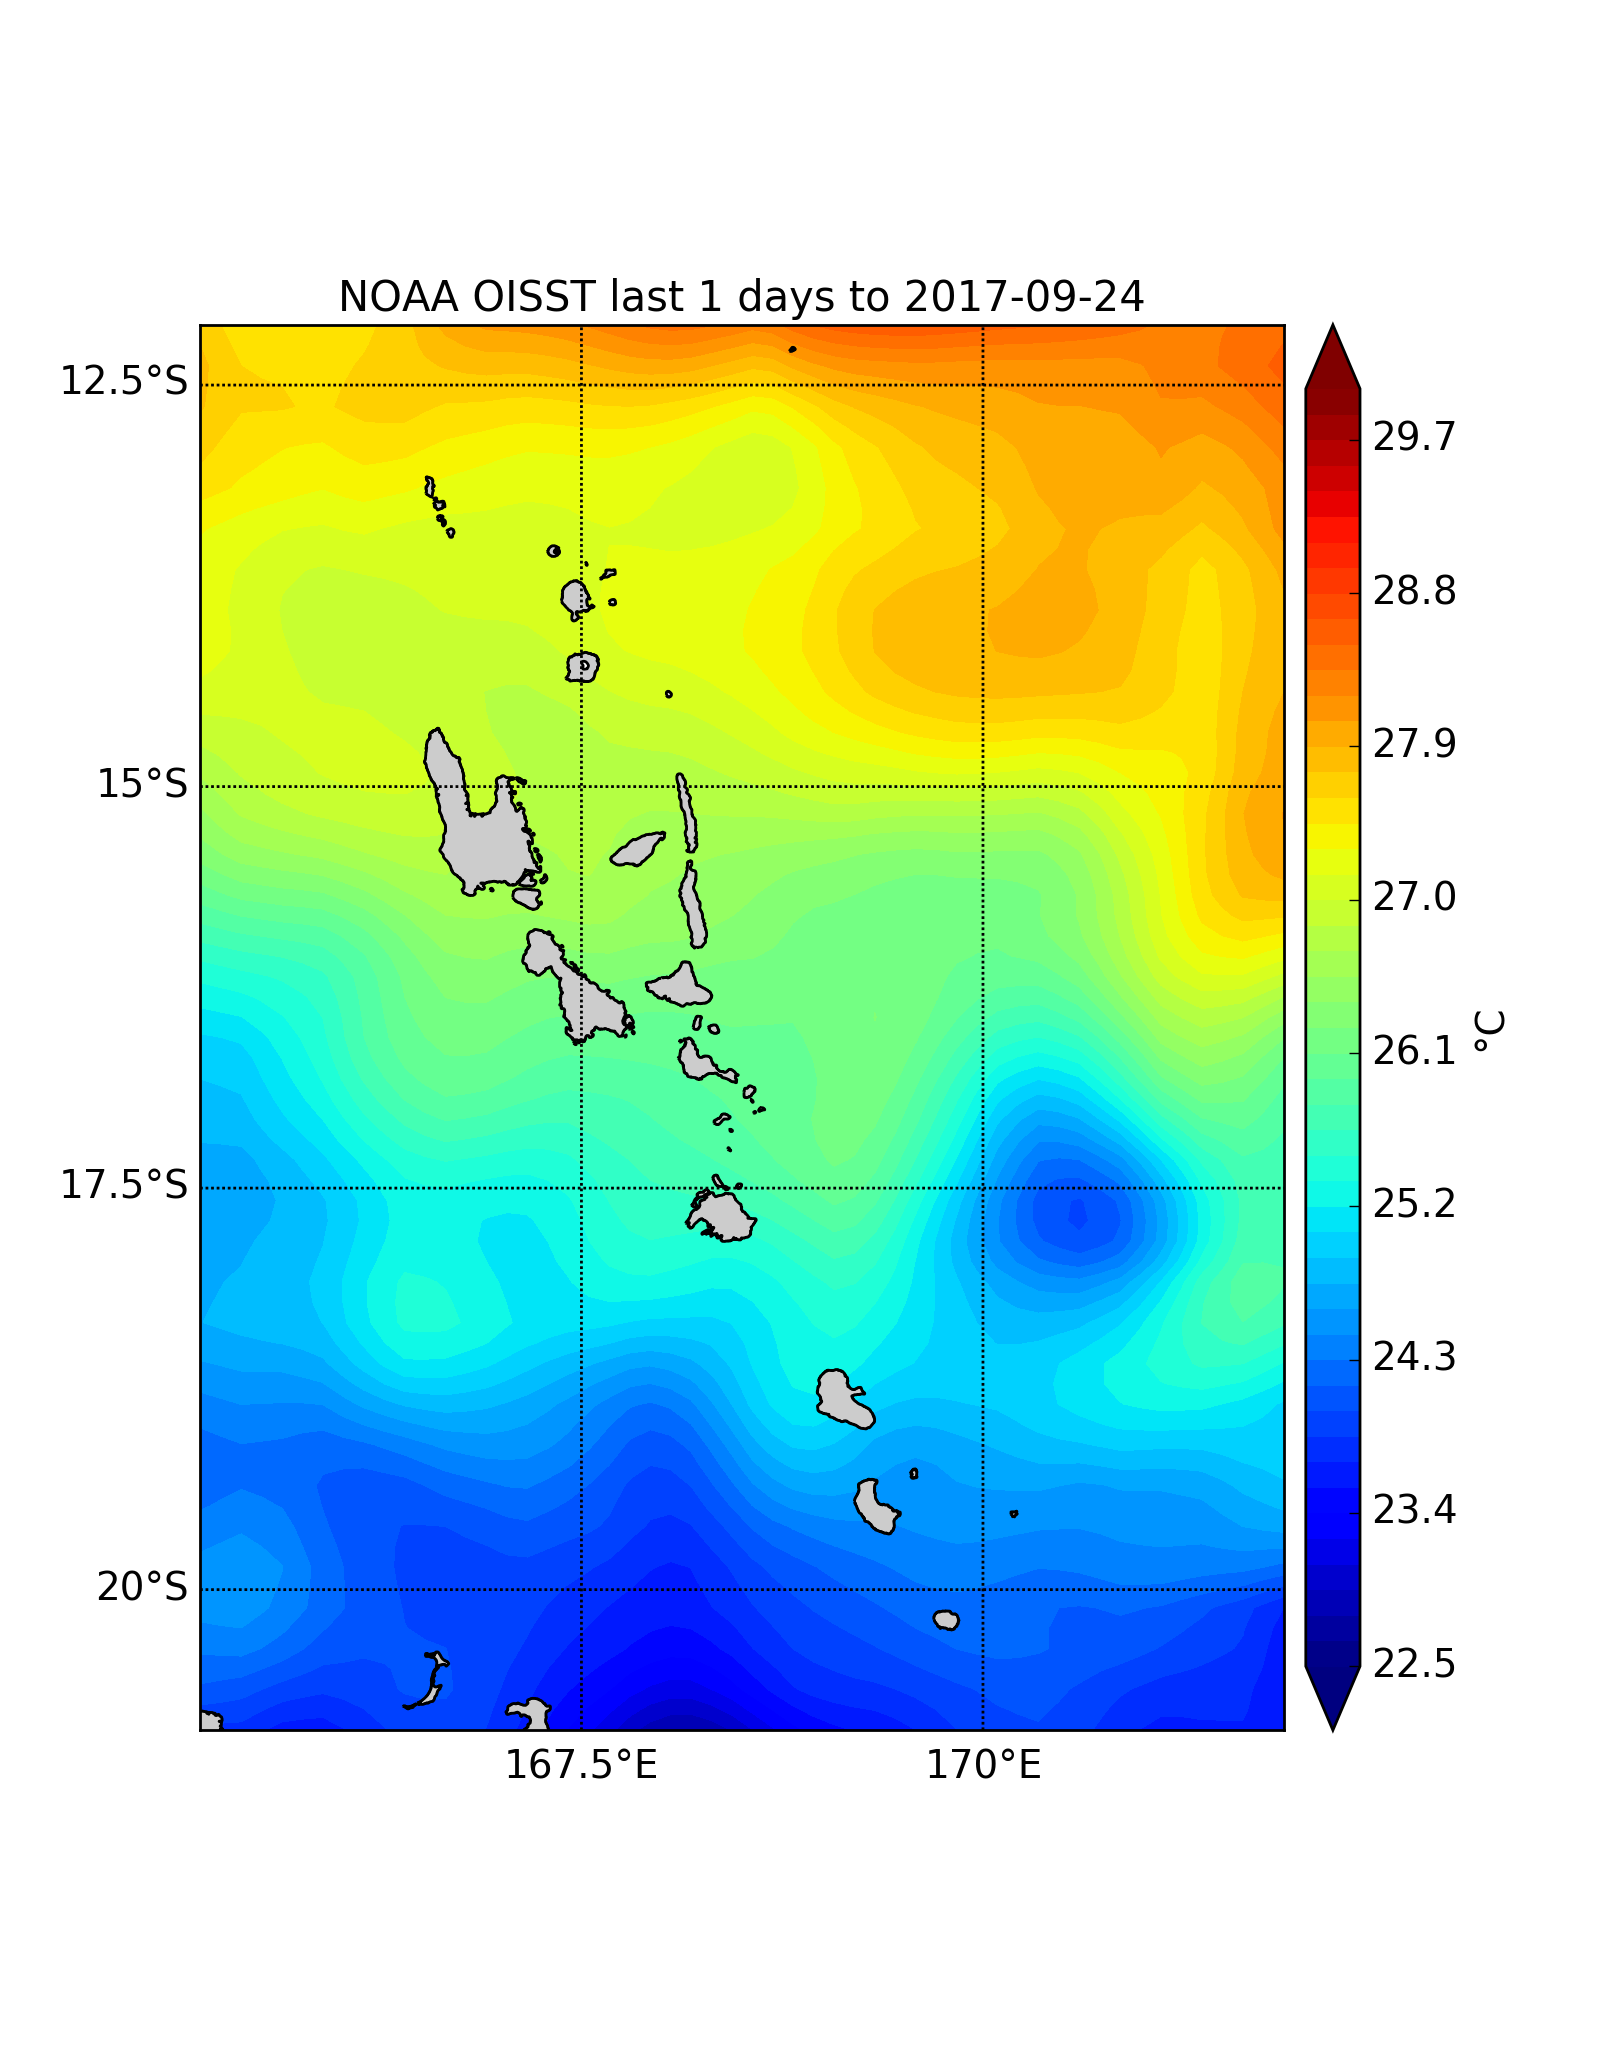 NOAA OISST last 1 days to 2017-09-24
12.5°S
15°S
17.5°S
20°S
167.5°E
170°E
29.7
28.8
27.9
27.0
26.1
25.2
24.3
23.4
22.5
°C